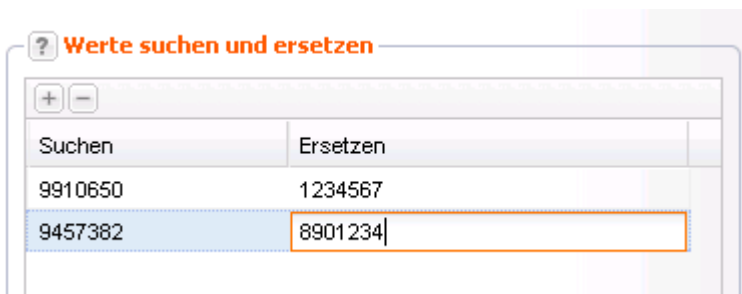 ? Werte suchen und ersetzen
+ −
Suchen Ersetzen
9910650 1234567
9457382 8901234